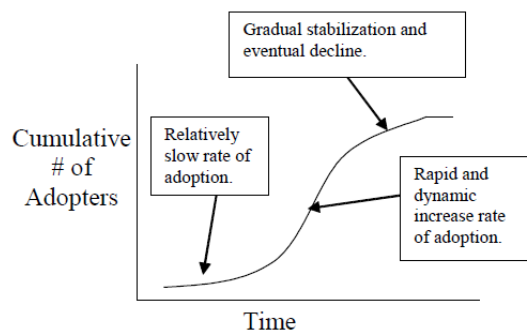 Gradual stabilization and
eventual decline.
Cumulative
# of
Adopters
Relatively
slow rate of
adoption.
Rapid and
dynamic
increase rate
of adoption.
Time